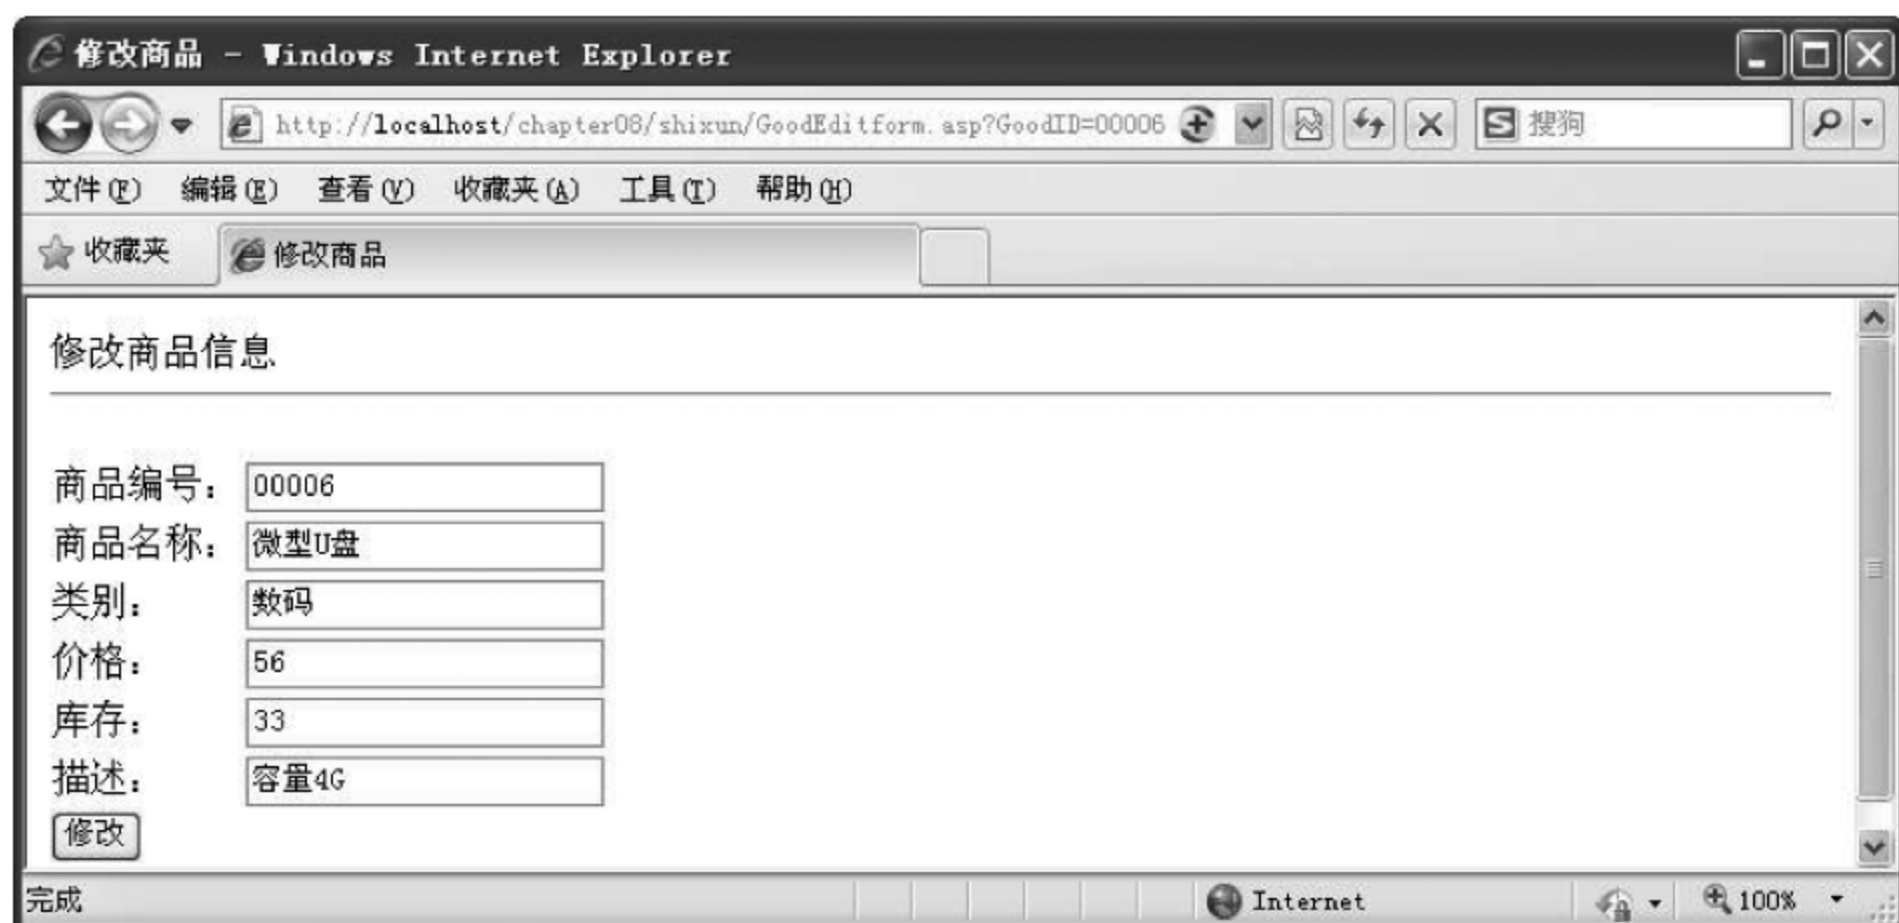 修改商品 - Windows Internet Explorer
http://localhost/chapter08/shixun/GoodEditform.asp?GoodID=00006 搜狗
文件(F) 编辑(E) 查看(V) 收藏夹(A) 工具(T) 帮助(H)
收藏夹 修改商品
修改商品信息
商品编号： 00006
商品名称： 微型U盘
类别： 数码
价格： 56
库存： 33
描述： 容量4G
修改
完成 Internet 100%